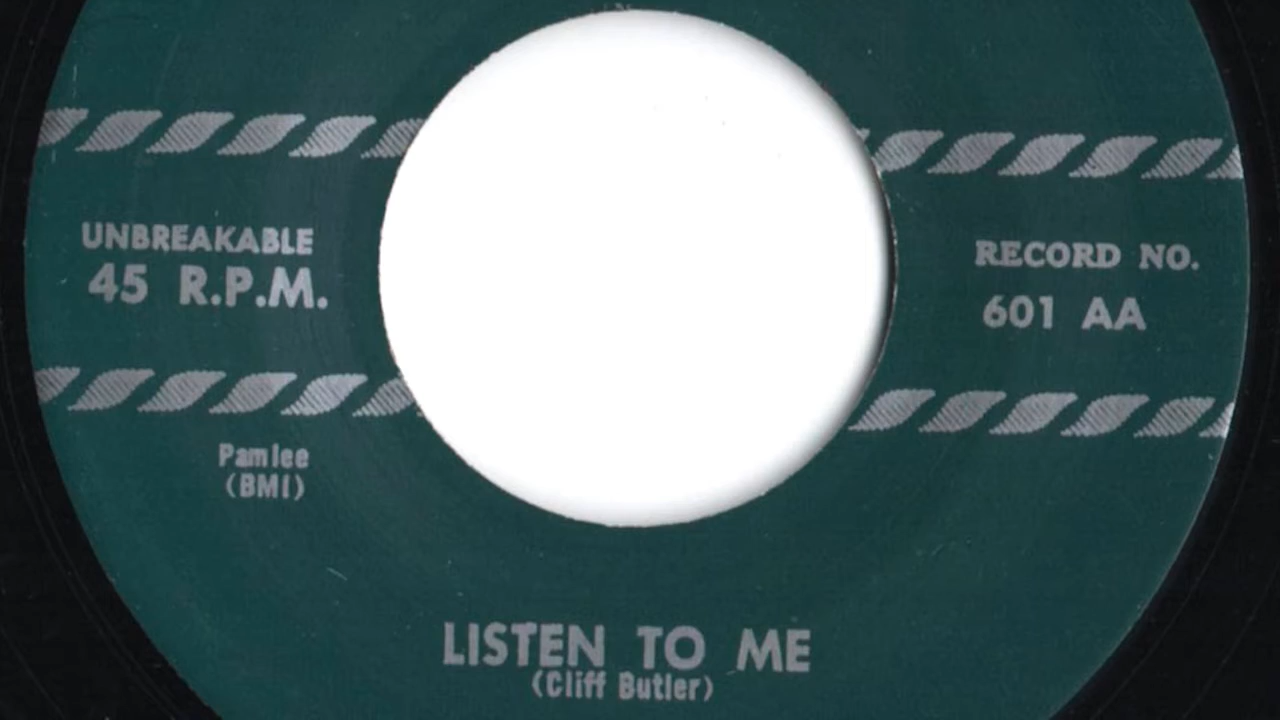 UNBREAKABLE
45 R.P.M.
RECORD NO.
601 AA
Pamlee
(BMI)
LISTEN TO ME
(Cliff Butler)